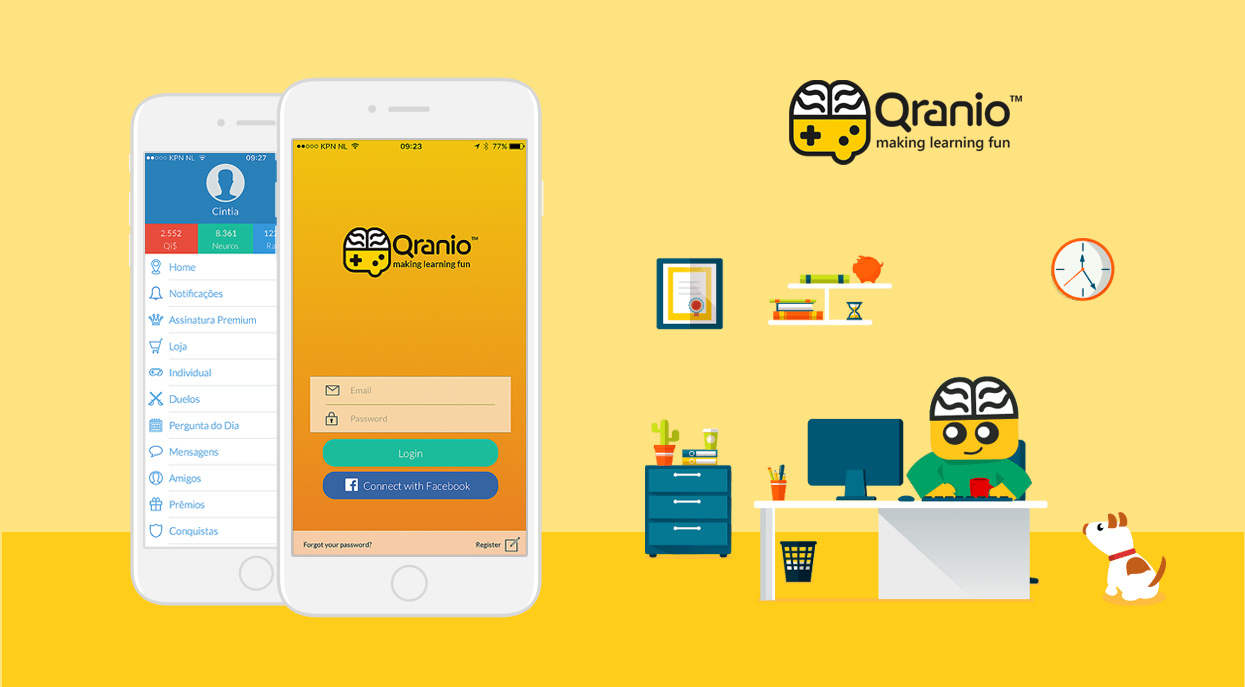 KPN NL
09:27
Cintia
2.552
8.361
Qi$
Neuros
Home
Notificações
Assinatura Premium
Loja
Individual
Duelos
Pergunta do Dia
Mensagens
Amigos
Prêmios
Conquistas
KPN NL
09:23
77%
Qranio™
making learning fun
Email
Password
Login
Connect with Facebook
Forgot your password?
Register
Qranio™
making learning fun